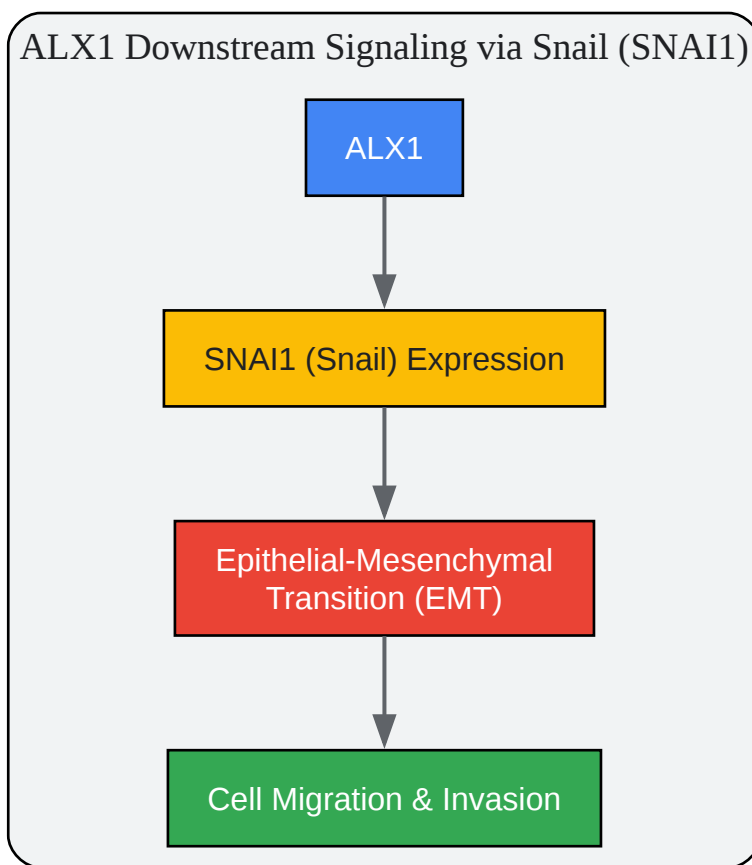 ALX1 Downstream Signaling via Snail (SNAI1)
ALX1
SNAI1 (Snail) Expression
Epithelial-Mesenchymal
Transition (EMT)
Cell Migration & Invasion